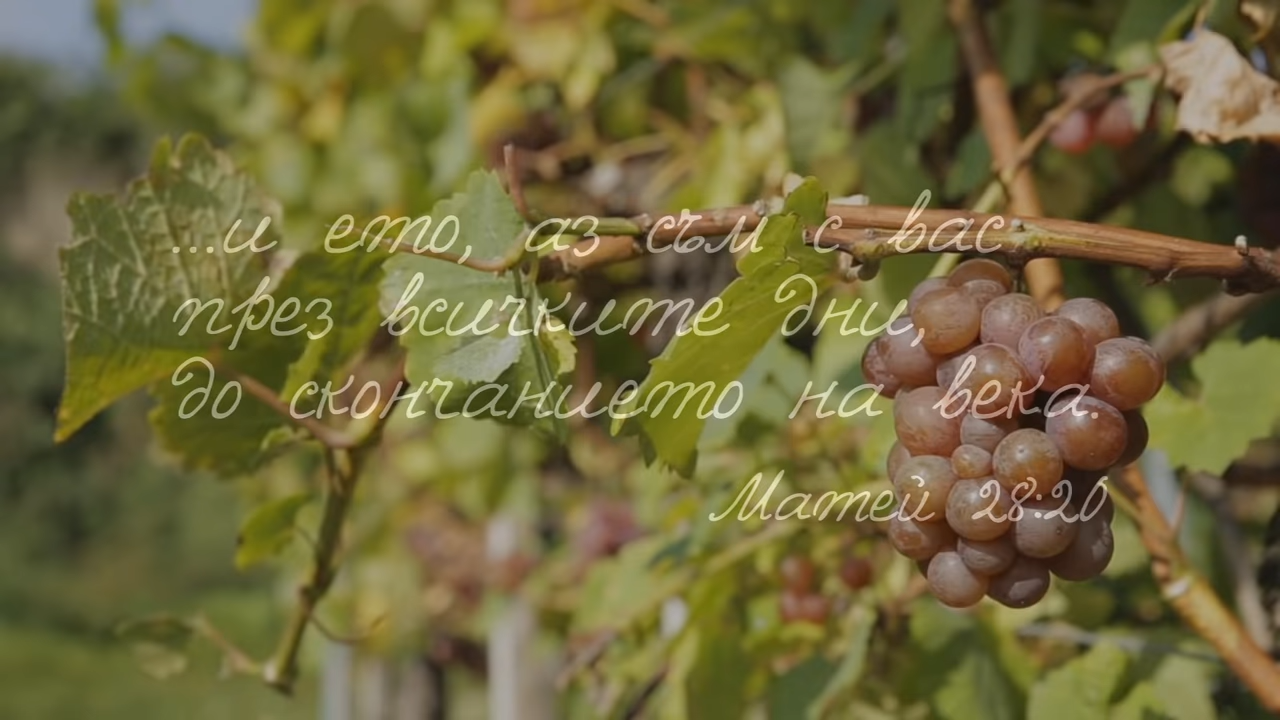 ...и ето, аз съм с вас
през всичките дни,
до скончанието на века.
Матей 28:20